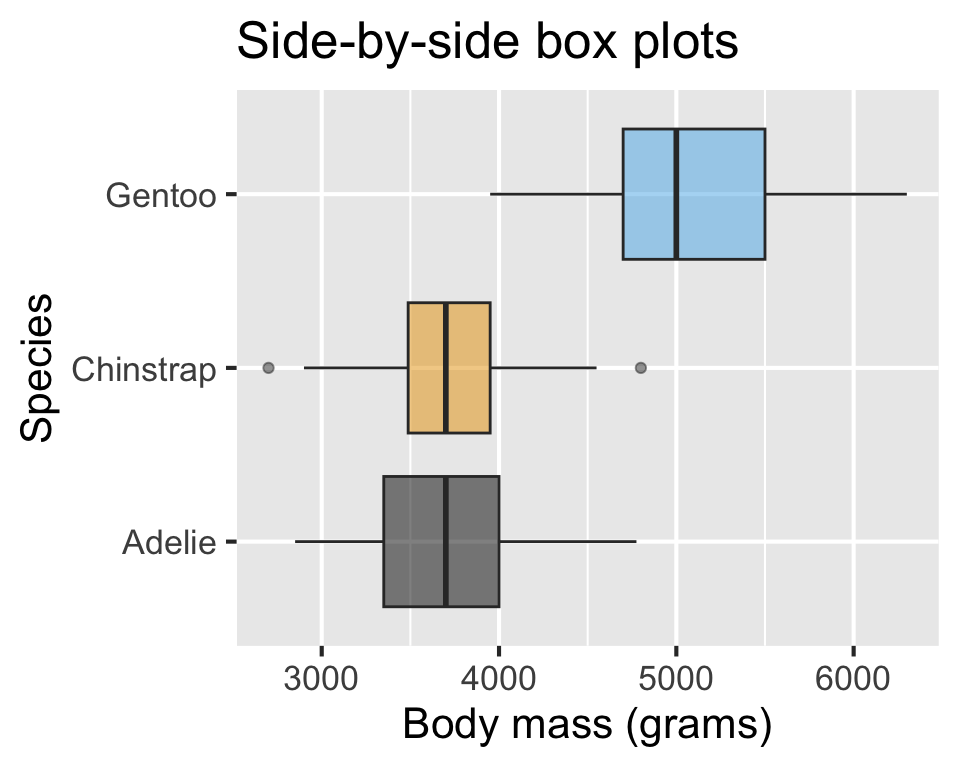 Side-by-side box plots
Species
Gentoo
Chinstrap
Adelie
3000 4000 5000 6000
Body mass (grams)